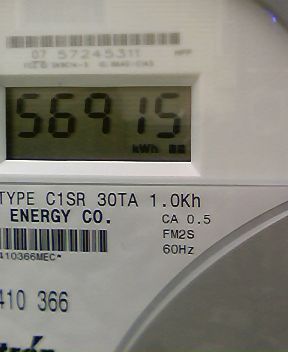 07 57245311
56915
kWh
TYPE C1SR 30TA 1.0Kh
ENERGY CO.
CA 0.5
FM2S
60Hz
410366MEC*
410 366